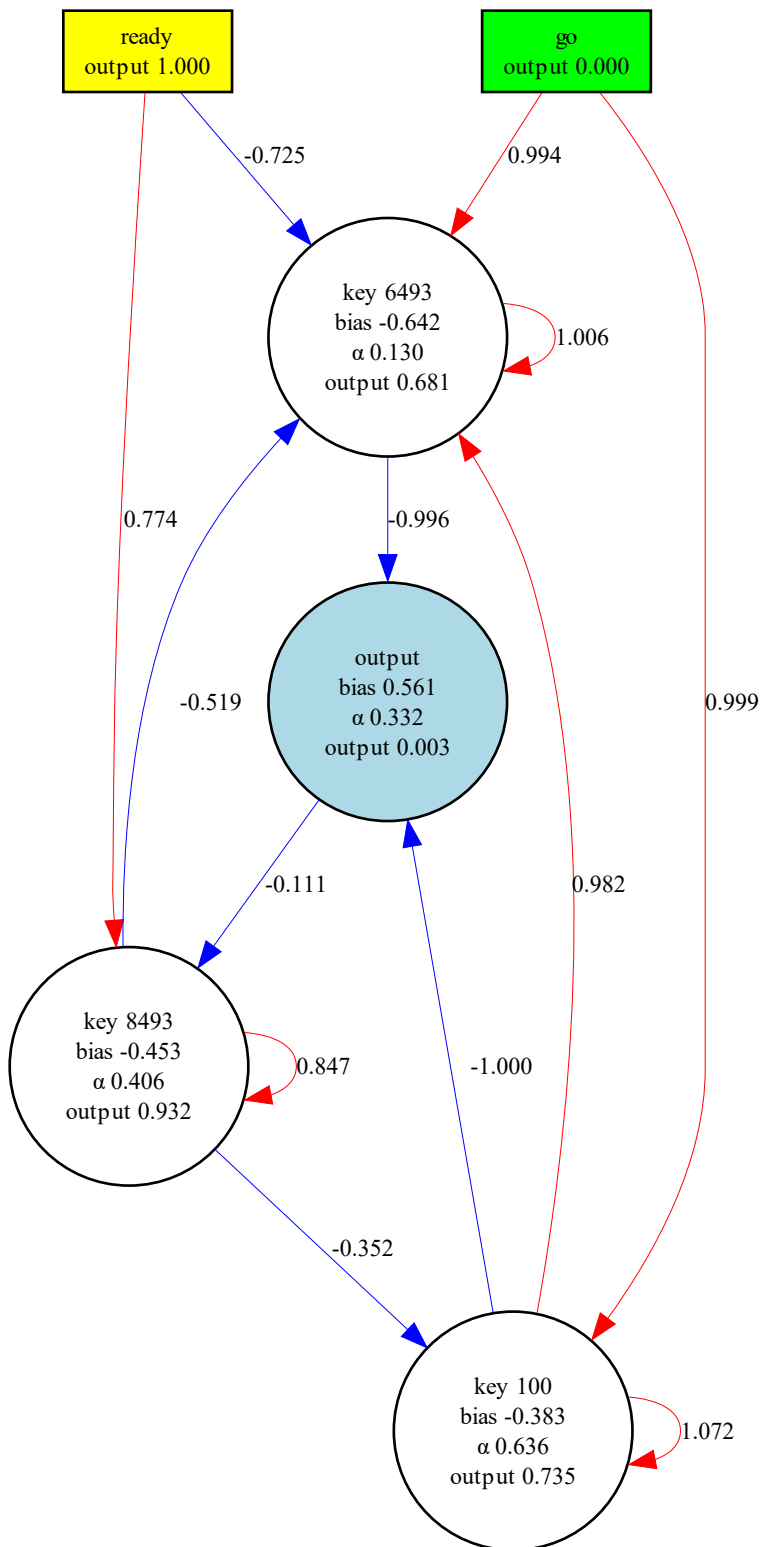 ready
output 1.000
go
output 0.000
-0.725
0.994
key 6493
bias -0.642
α 0.130
output 0.681
1.006
0.774
-0.996
-0.519
output
bias 0.561
α 0.332
output 0.003
0.999
-0.111
0.982
key 8493
bias -0.453
α 0.406
output 0.932
0.847
-1.000
-0.352
key 100
bias -0.383
α 0.636
output 0.735
1.072